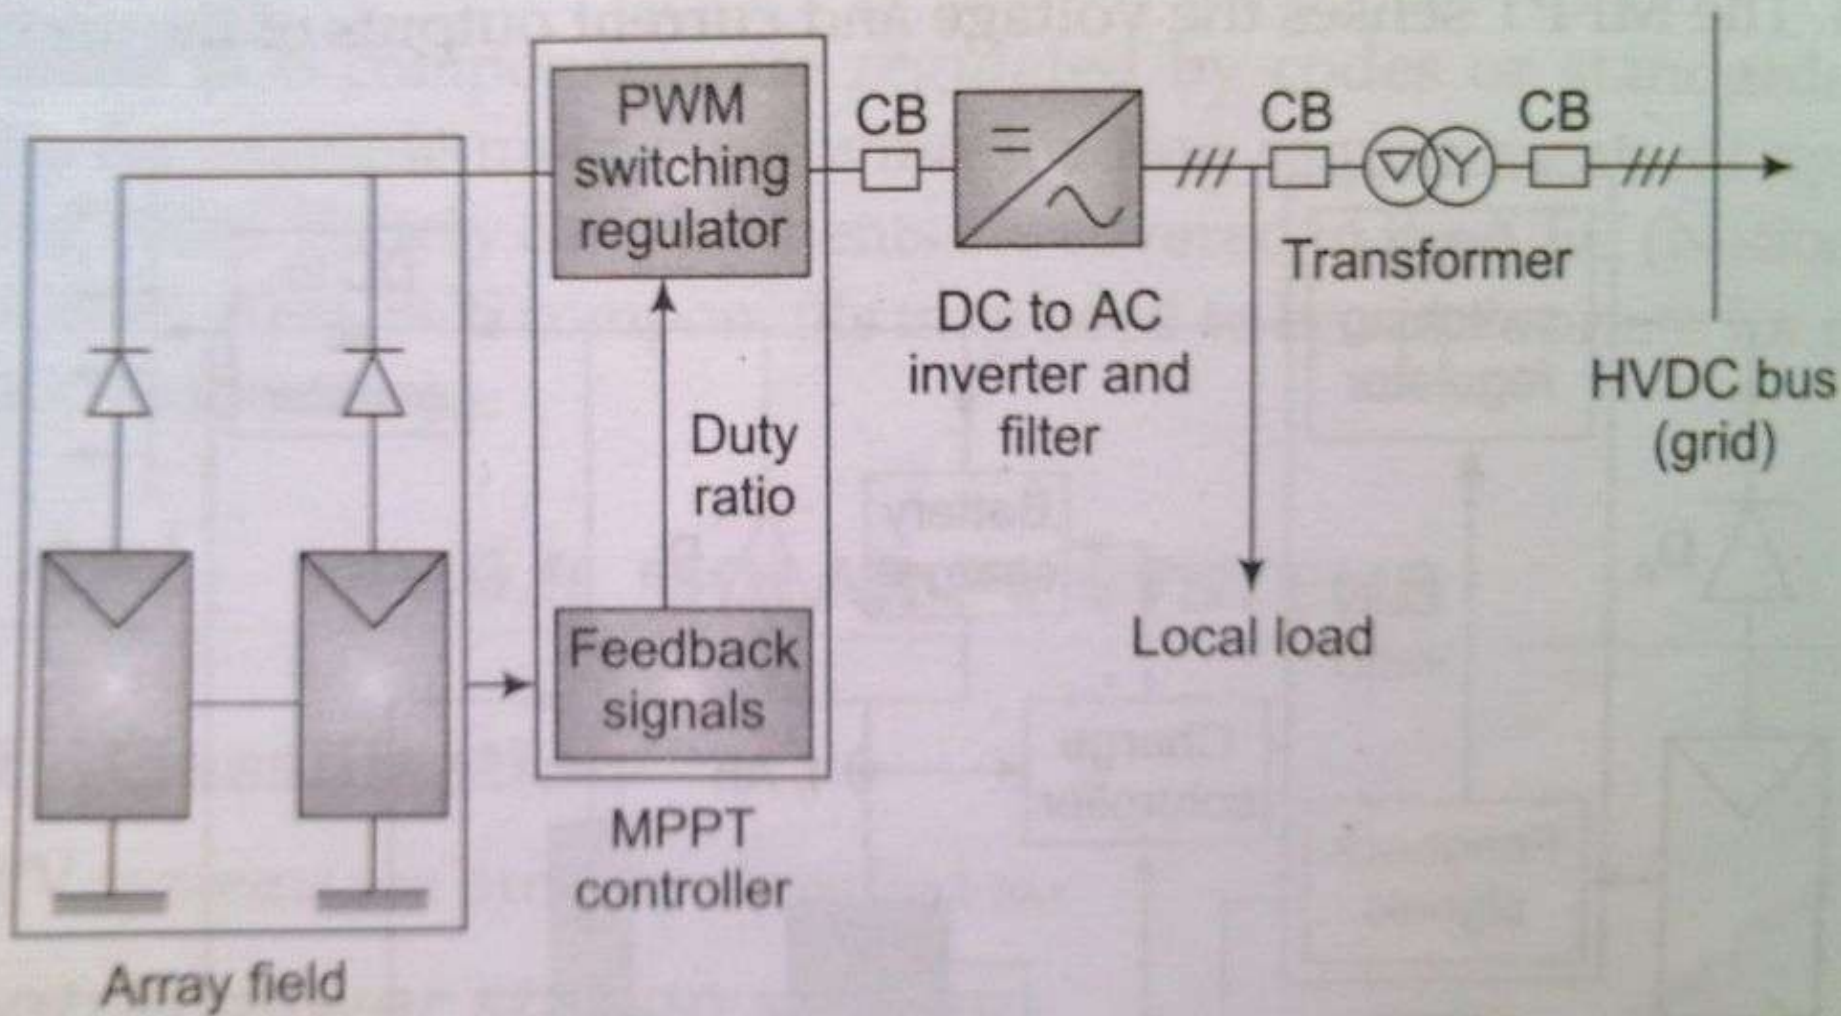 PWM
switching
regulator
CB
CB
CB
Transformer
DC to AC
inverter and
filter
HVDC bus
(grid)
Duty
ratio
Local load
Feedback
signals
MPPT
controller
Array field
Y